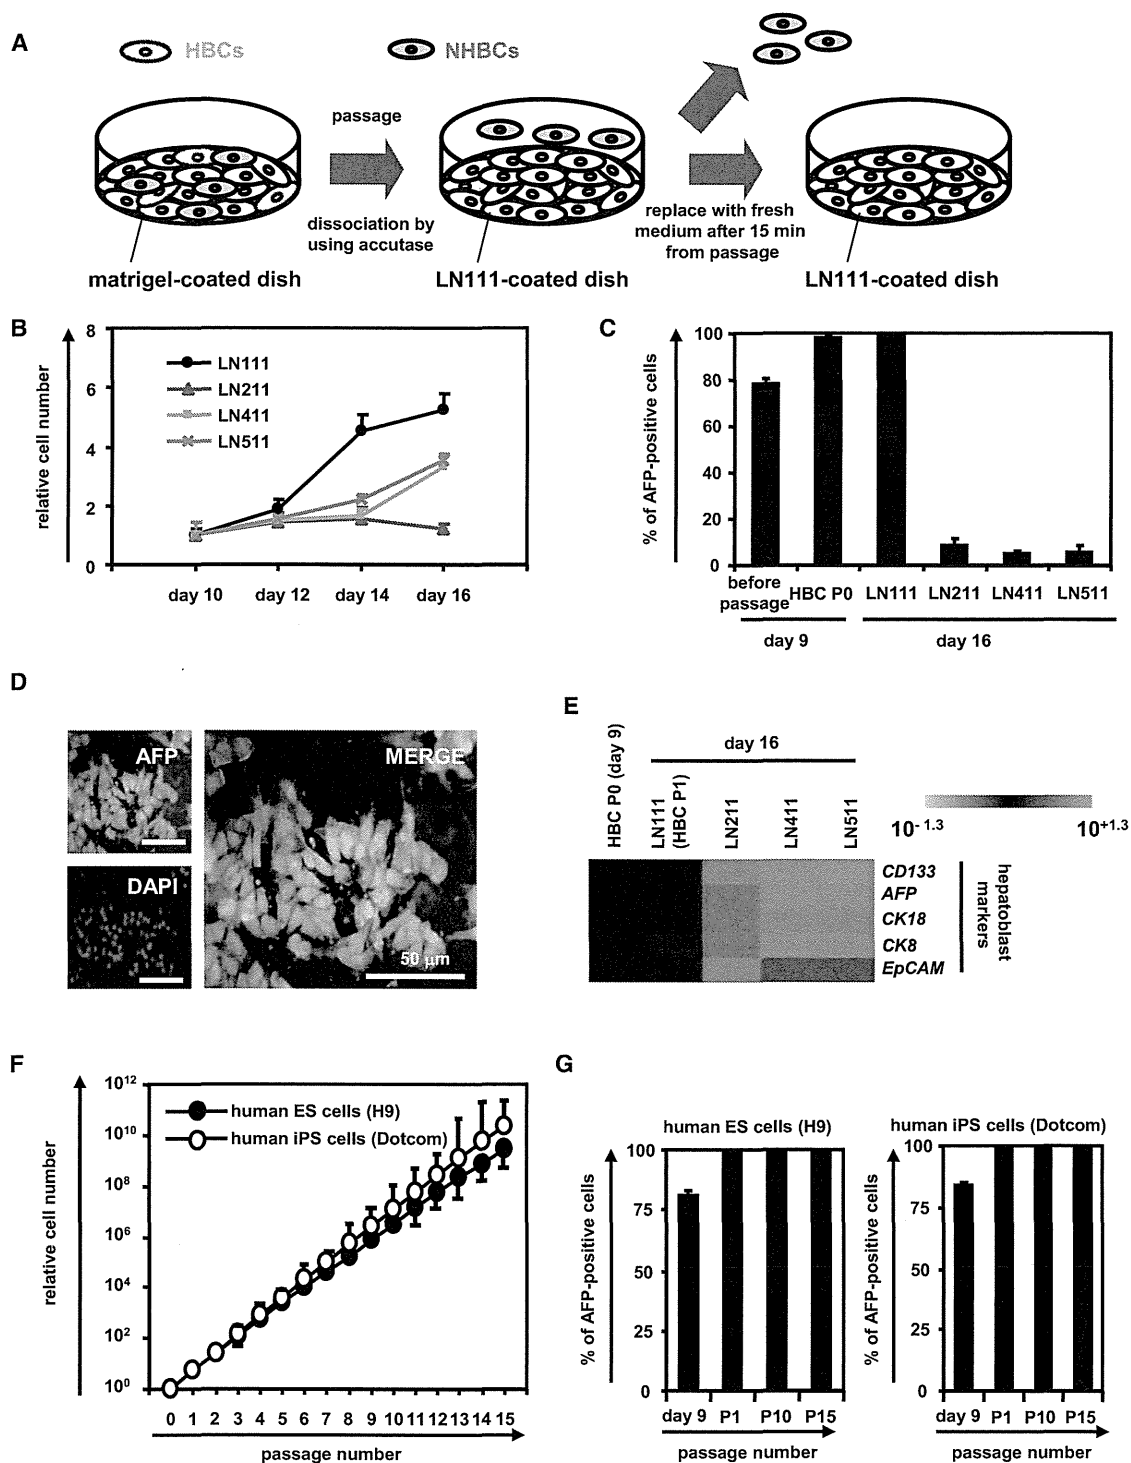 A
HBCs
NHBCs
passage
dissociation by
using accutase
replace with fresh
medium after 15 min
from passage
matrigel-coated dish
LN111-coated dish
LN111-coated dish
B
relative cell number
8
6
4
2
0
LN111
LN211
LN411
LN511
day 10
day 12
day 14
day 16
C
% of AFP-positive cells
100
80
60
40
20
0
before
passage
HBC P0
LN111
LN211
LN411
LN511
day 9
day 16
D
AFP
DAPI
MERGE
50 μm
E
HBC P0 (day 9)
day 16
LN111
(HBC P1)
LN211
LN411
LN511
10-1.3
10+1.3
CD133
AFP
CK18
CK8
EpCAM
hepatoblast
markers
F
relative cell number
10¹²
10¹⁰
10⁸
10⁶
10⁴
10²
10⁰
human ES cells (H9)
human iPS cells (Dotcom)
0 1 2 3 4 5 6 7 8 9 10 11 12 13 14 15
passage number
G
human ES cells (H9)
% of AFP-positive cells
100
75
50
25
0
day 9 P1 P10 P15
passage number
human iPS cells (Dotcom)
% of AFP-positive cells
100
75
50
25
0
day 9 P1 P10 P15
passage number